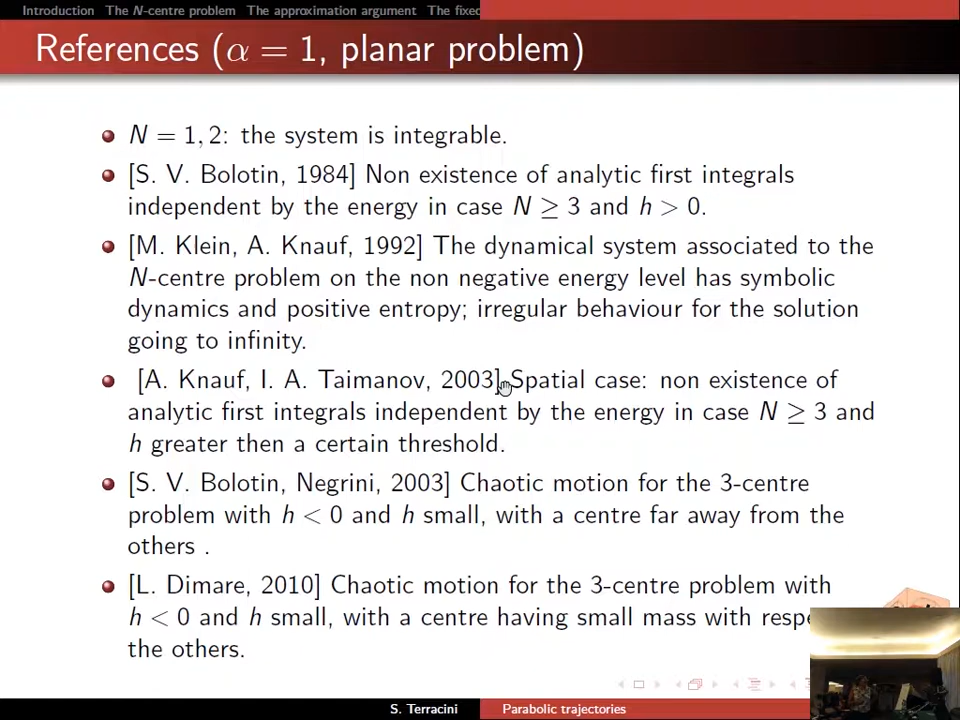 Introduction The N-centre problem The approximation argument The fixed
References (α = 1, planar problem)
N = 1, 2: the system is integrable.
[S. V. Bolotin, 1984] Non existence of analytic first integrals
independent by the energy in case N ≥ 3 and h > 0.
[M. Klein, A. Knauf, 1992] The dynamical system associated to the
N-centre problem on the non negative energy level has symbolic
dynamics and positive entropy; irregular behaviour for the solution
going to infinity.
[A. Knauf, I. A. Taimanov, 2003] Spatial case: non existence of
analytic first integrals independent by the energy in case N ≥ 3 and
h greater then a certain threshold.
[S. V. Bolotin, Negrini, 2003] Chaotic motion for the 3-centre
problem with h < 0 and h small, with a centre far away from the
others .
[L. Dimare, 2010] Chaotic motion for the 3-centre problem with
h < 0 and h small, with a centre having small mass with respe
the others.
S. Terracini Parabolic trajectories